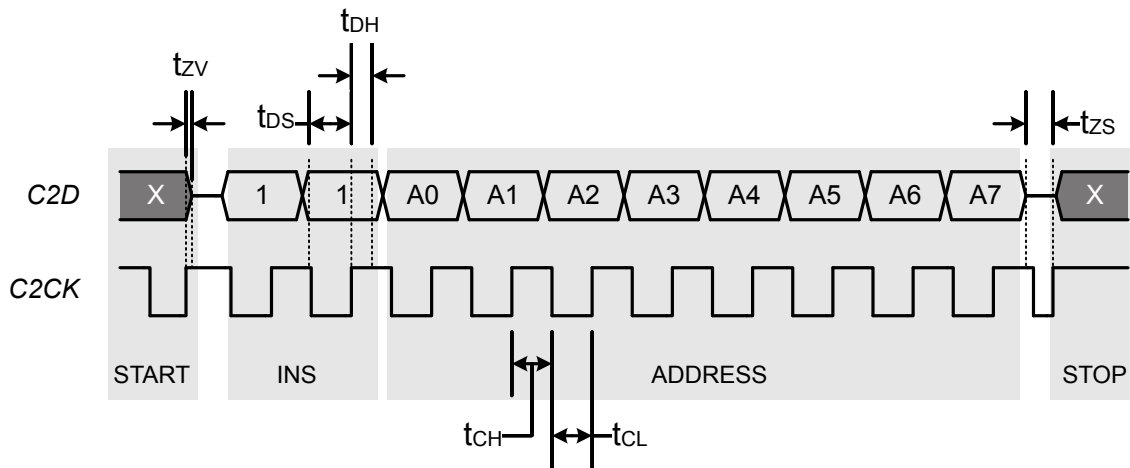 tDH
tZV
tDS
tZS
C2D X 1 1 A0 A1 A2 A3 A4 A5 A6 A7 X
C2CK
START INS ADDRESS STOP
tCH tCL